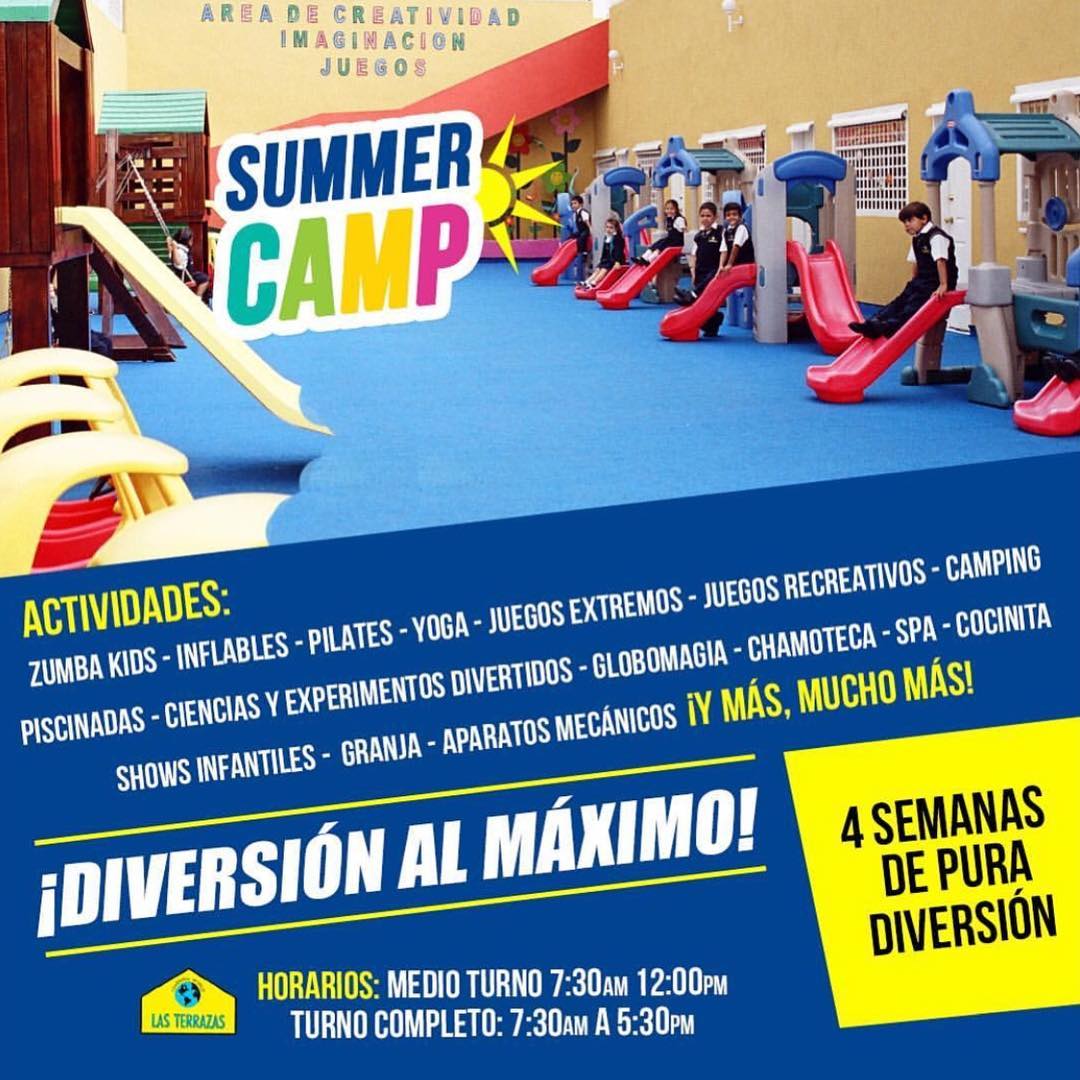 AREA DE CREATIVIDAD
IMAGINACION
JUEGOS
SUMMER
CAMP
ACTIVIDADES:
ZUMBA KIDS - INFLABLES - PILATES - YOGA - JUEGOS EXTREMOS - JUEGOS RECREATIVOS - CAMPING
PISCINADAS - CIENCIAS Y EXPERIMENTOS DIVERTIDOS - GLOBOMAGIA - CHAMOTECA - SPA - COCINITA
SHOWS INFANTILES - GRANJA - APARATOS MECÁNICOS ¡Y MÁS, MUCHO MÁS!
¡DIVERSIÓN AL MÁXIMO!
4 SEMANAS
DE PURA
DIVERSIÓN
HORARIOS: MEDIO TURNO 7:30AM 12:00PM
TURNO COMPLETO: 7:30AM A 5:30PM
LAS TERRAZAS